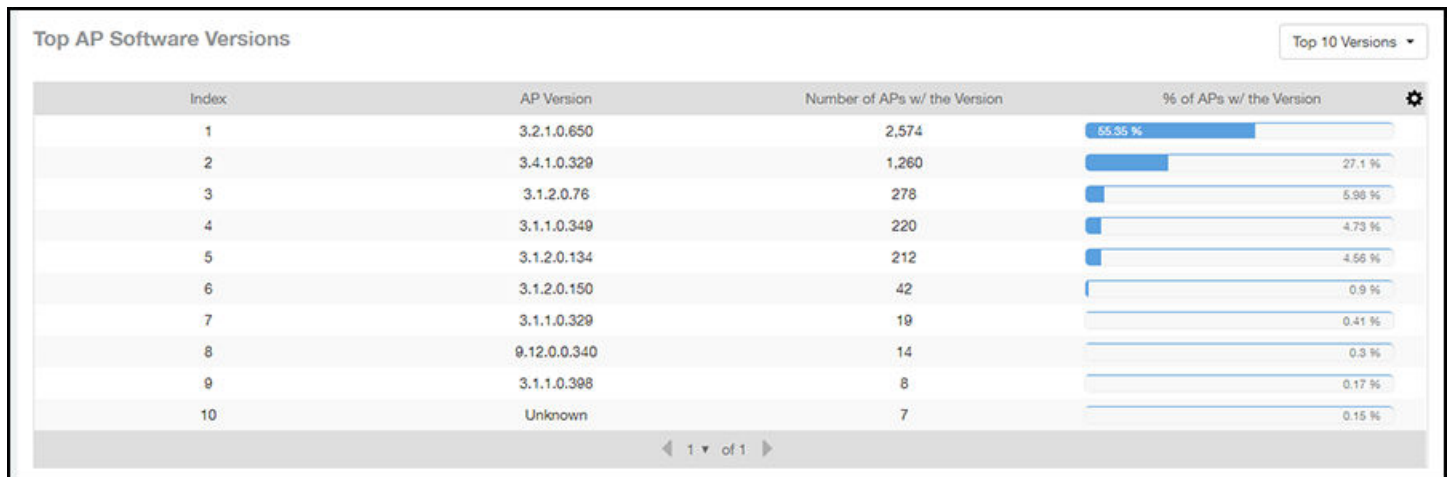 Top AP Software Versions
Top 10 Versions
Index AP Version Number of APs w/ the Version % of APs w/ the Version
1 3.2.1.0.650 2,574 55.35 %
2 3.4.1.0.329 1,260 27.1 %
3 3.1.2.0.76 278 5.98 %
4 3.1.1.0.349 220 4.73 %
5 3.1.2.0.134 212 4.56 %
6 3.1.2.0.150 42 0.9 %
7 3.1.1.0.329 19 0.41 %
8 9.12.0.0.340 14 0.3 %
9 3.1.1.0.398 8 0.17 %
10 Unknown 7 0.15 %
1 of 1